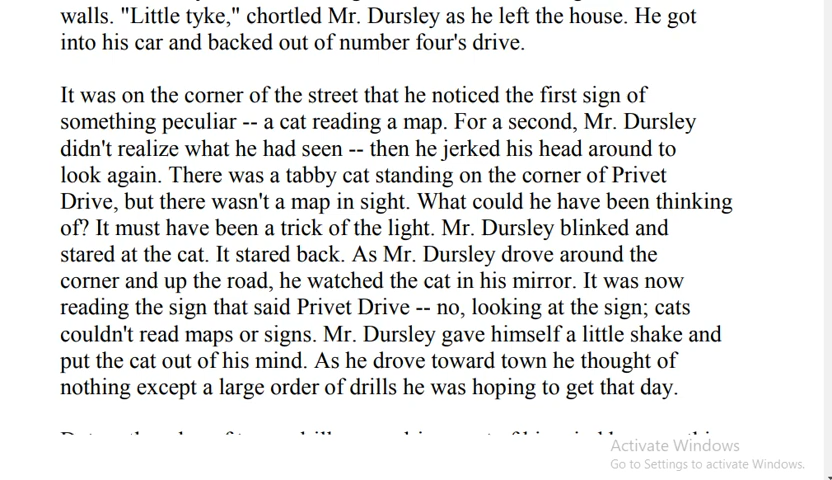 walls. "Little tyke," chortled Mr. Dursley as he left the house. He got
into his car and backed out of number four's drive.
It was on the corner of the street that he noticed the first sign of
something peculiar -- a cat reading a map. For a second, Mr. Dursley
didn't realize what he had seen -- then he jerked his head around to
look again. There was a tabby cat standing on the corner of Privet
Drive, but there wasn't a map in sight. What could he have been thinking
of? It must have been a trick of the light. Mr. Dursley blinked and
stared at the cat. It stared back. As Mr. Dursley drove around the
corner and up the road, he watched the cat in his mirror. It was now
reading the sign that said Privet Drive -- no, looking at the sign; cats
couldn't read maps or signs. Mr. Dursley gave himself a little shake and
put the cat out of his mind. As he drove toward town he thought of
nothing except a large order of drills he was hoping to get that day.
Activate Windows
Go to Settings to activate Windows.